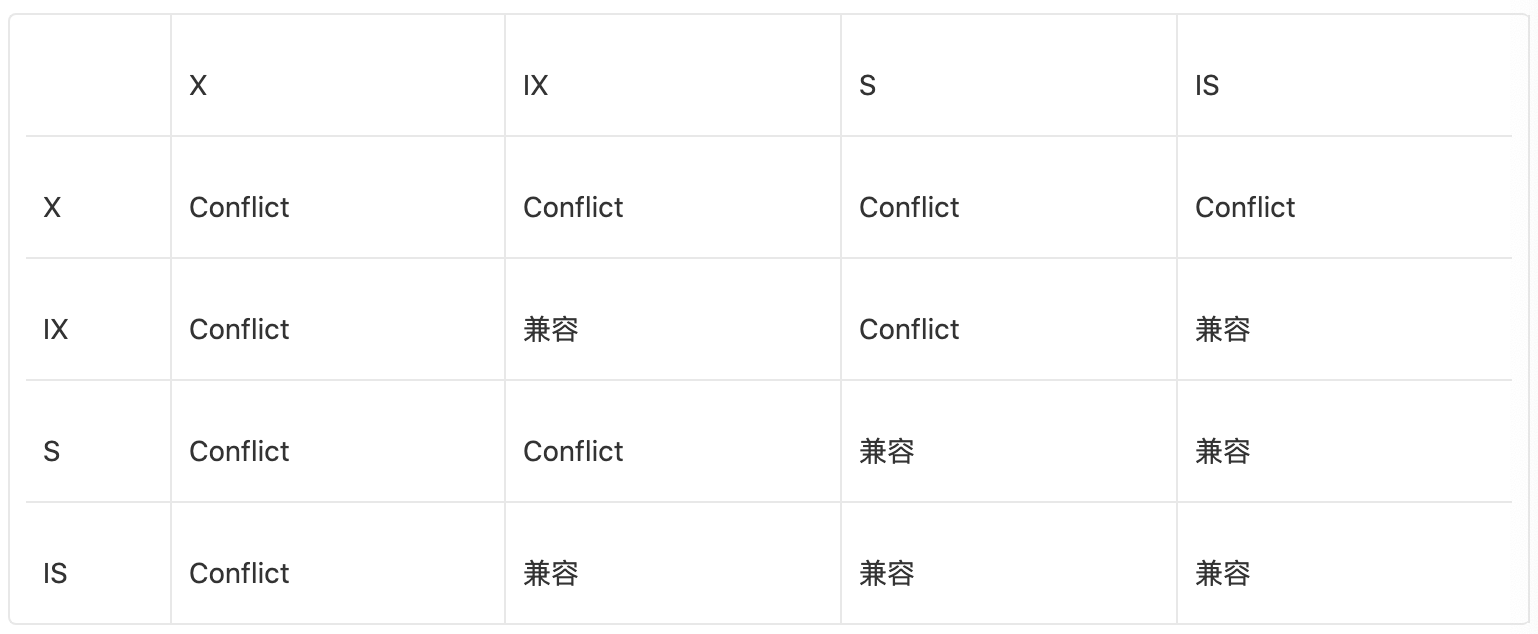 X IX S IS
X Conflict Conflict Conflict Conflict
IX Conflict 兼容 Conflict 兼容
S Conflict Conflict 兼容 兼容
IS Conflict 兼容 兼容 兼容